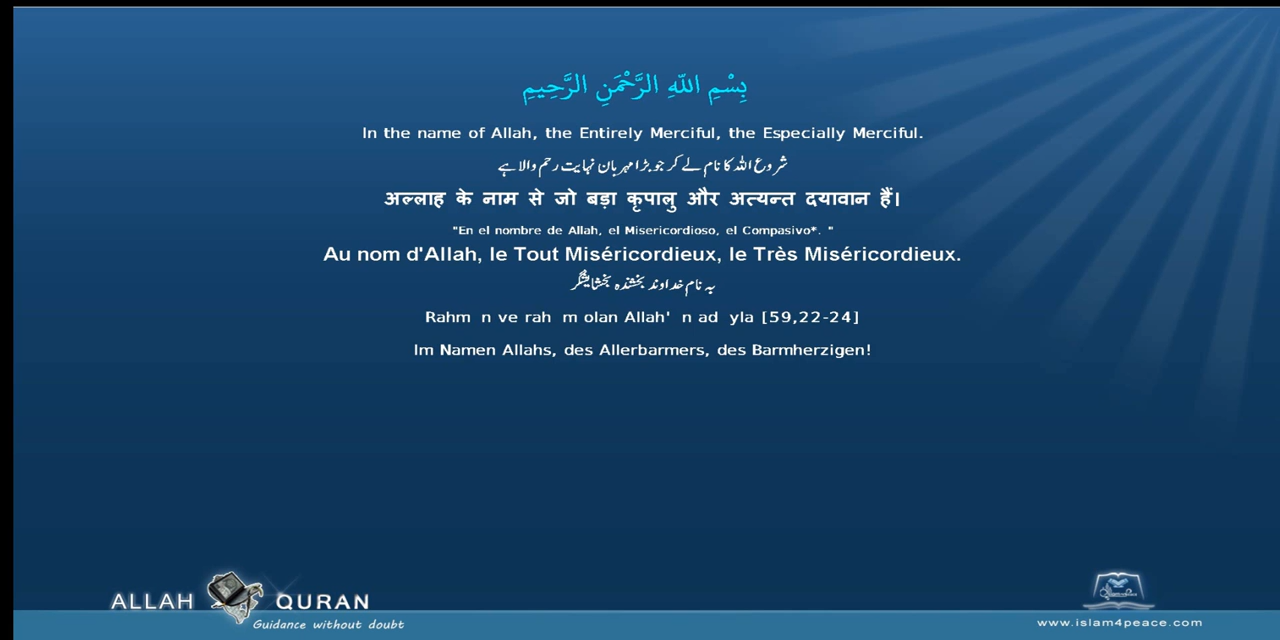 بِسْمِ اللّهِ الرَّحْمَنِ الرَّحِيمِ
In the name of Allah, the Entirely Merciful, the Especially Merciful.
شروع الله کا نام لے کر جو بڑا مہربان نہایت رحم والا ہے
अल्लाह के नाम से जो बड़ा कृपालु और अत्यन्त दयावान हैं।
"En el nombre de Allah, el Misericordioso, el Compasivo*. "
Au nom d'Allah, le Tout Miséricordieux, le Très Miséricordieux.
به نام خداوند بخشنده بخشایشگر
Rahm n ve rah m olan Allah' n ad yla [59,22-24]
Im Namen Allahs, des Allerbarmers, des Barmherzigen!
ALLAH QURAN
Guidance without doubt
www.islam4peace.com